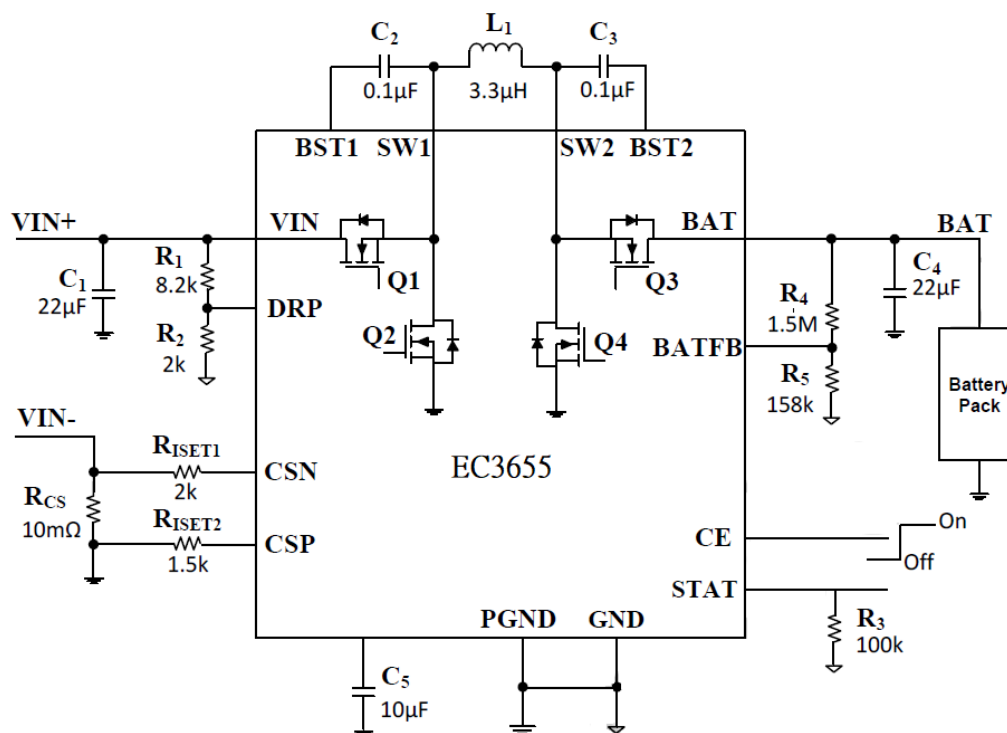 L1
C2
C3
0.1μF
3.3μH
0.1μF
BST1
SW1
SW2
BST2
VIN+
VIN
BAT
BAT
C1
22μF
R1
8.2k
Q1
Q3
C4
22μF
DRP
R4
1.5M
R2
2k
Q2
Q4
BATFB
R5
158k
Battery
Pack
VIN-
RISET1
2k
CSN
EC3655
RCS
10mΩ
RISET2
1.5k
CSP
CE
On
Off
STAT
R3
100k
PGND
GND
C5
10μF